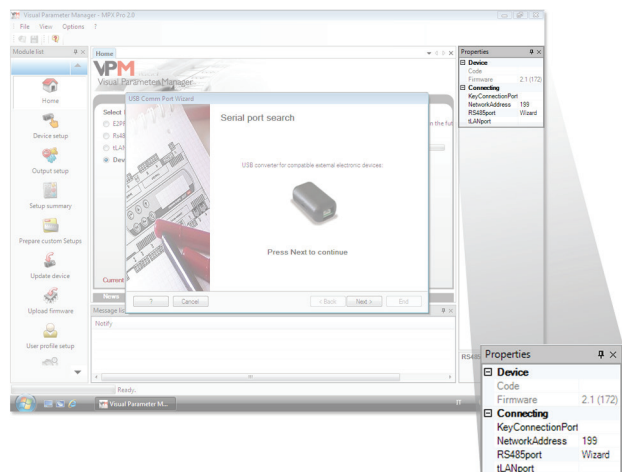 Visual Parameter Manager - MPX Pro 2.0
File View Options ?
Module list
Home
Device setup
Output setup
Setup summary
Prepare custom Setups
Update device
Upload firmware
User profile setup
Home
VPM
Visual Parameter Manager
Select
Current
News
USB Comm Port Wizard
Serial port search
USB converter for compatible external electronic devices:
Press Next to continue
? Cancel < Back Next > End
Message list
Notify
Ready.
Visual Parameter M...
IT
Properties
Device
Code
Firmware 2.1 (172)
Connecting
KeyConnectionPort
NetworkAddress 199
RS485port Wizard
tLANport
Properties
Device
Code
Firmware 2.1 (172)
Connecting
KeyConnectionPort
NetworkAddress 199
RS485port Wizard
tLANport